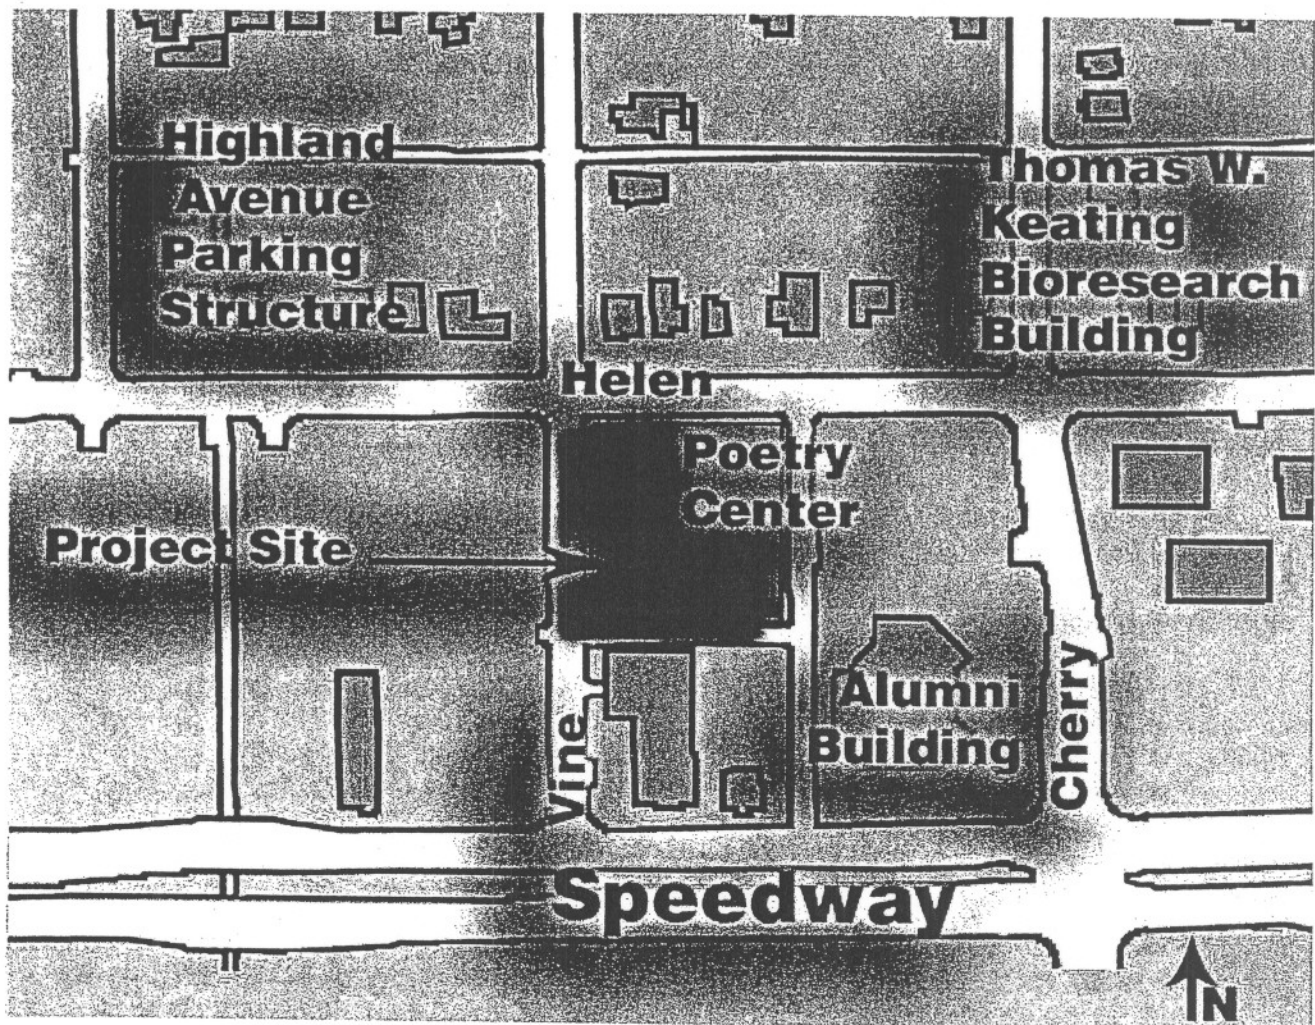 Highland
Avenue
Parking
Structure
Thomas W.
Keating
Bioresearch
Building
Helen
Poetry
Center
Project Site
Alumni
Building
Vine
Cherry
Speedway
N